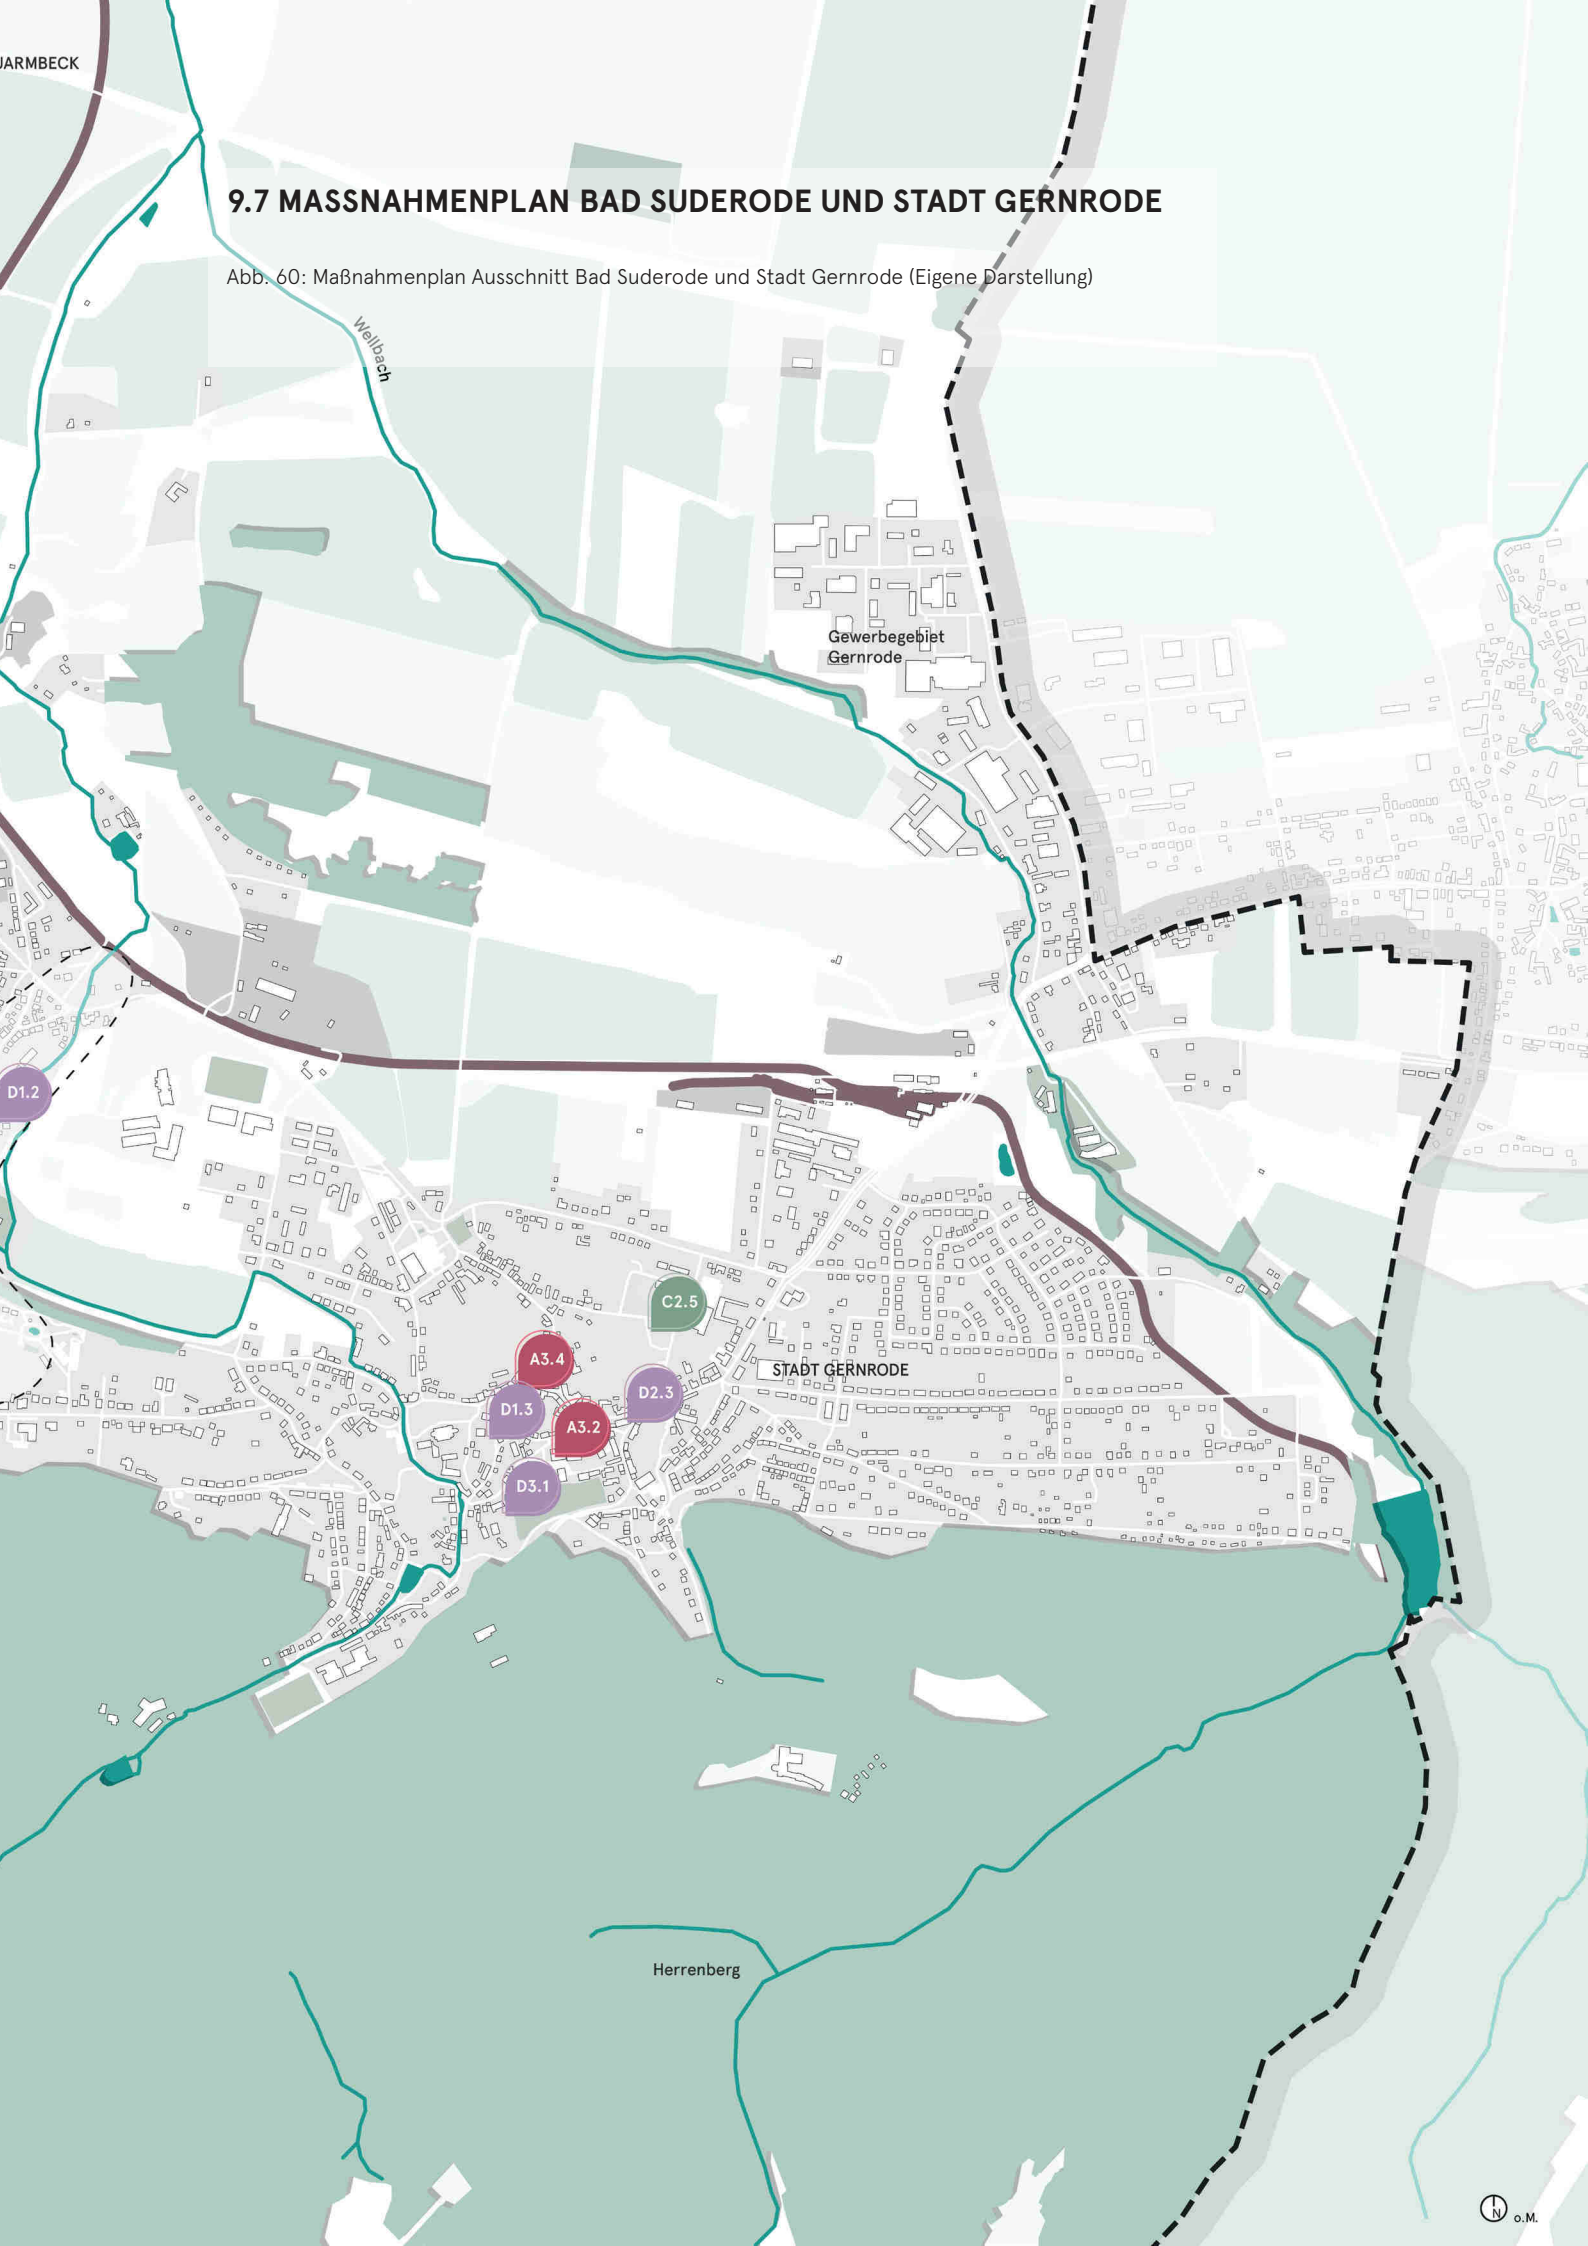 JARMBECK
9.7 MASSNAHMENPLAN BAD SUDERODE UND STADT GERNRODE
Abb. 60: Maßnahmenplan Ausschnitt Bad Suderode und Stadt Gernrode (Eigene Darstellung)
Wellbach
Gewerbegebiet
Gernrode
D1.2
C2.5
A3.4
STADT GERNRODE
D2.3
D1.3
A3.2
D3.1
Herrenberg
N
o.M.